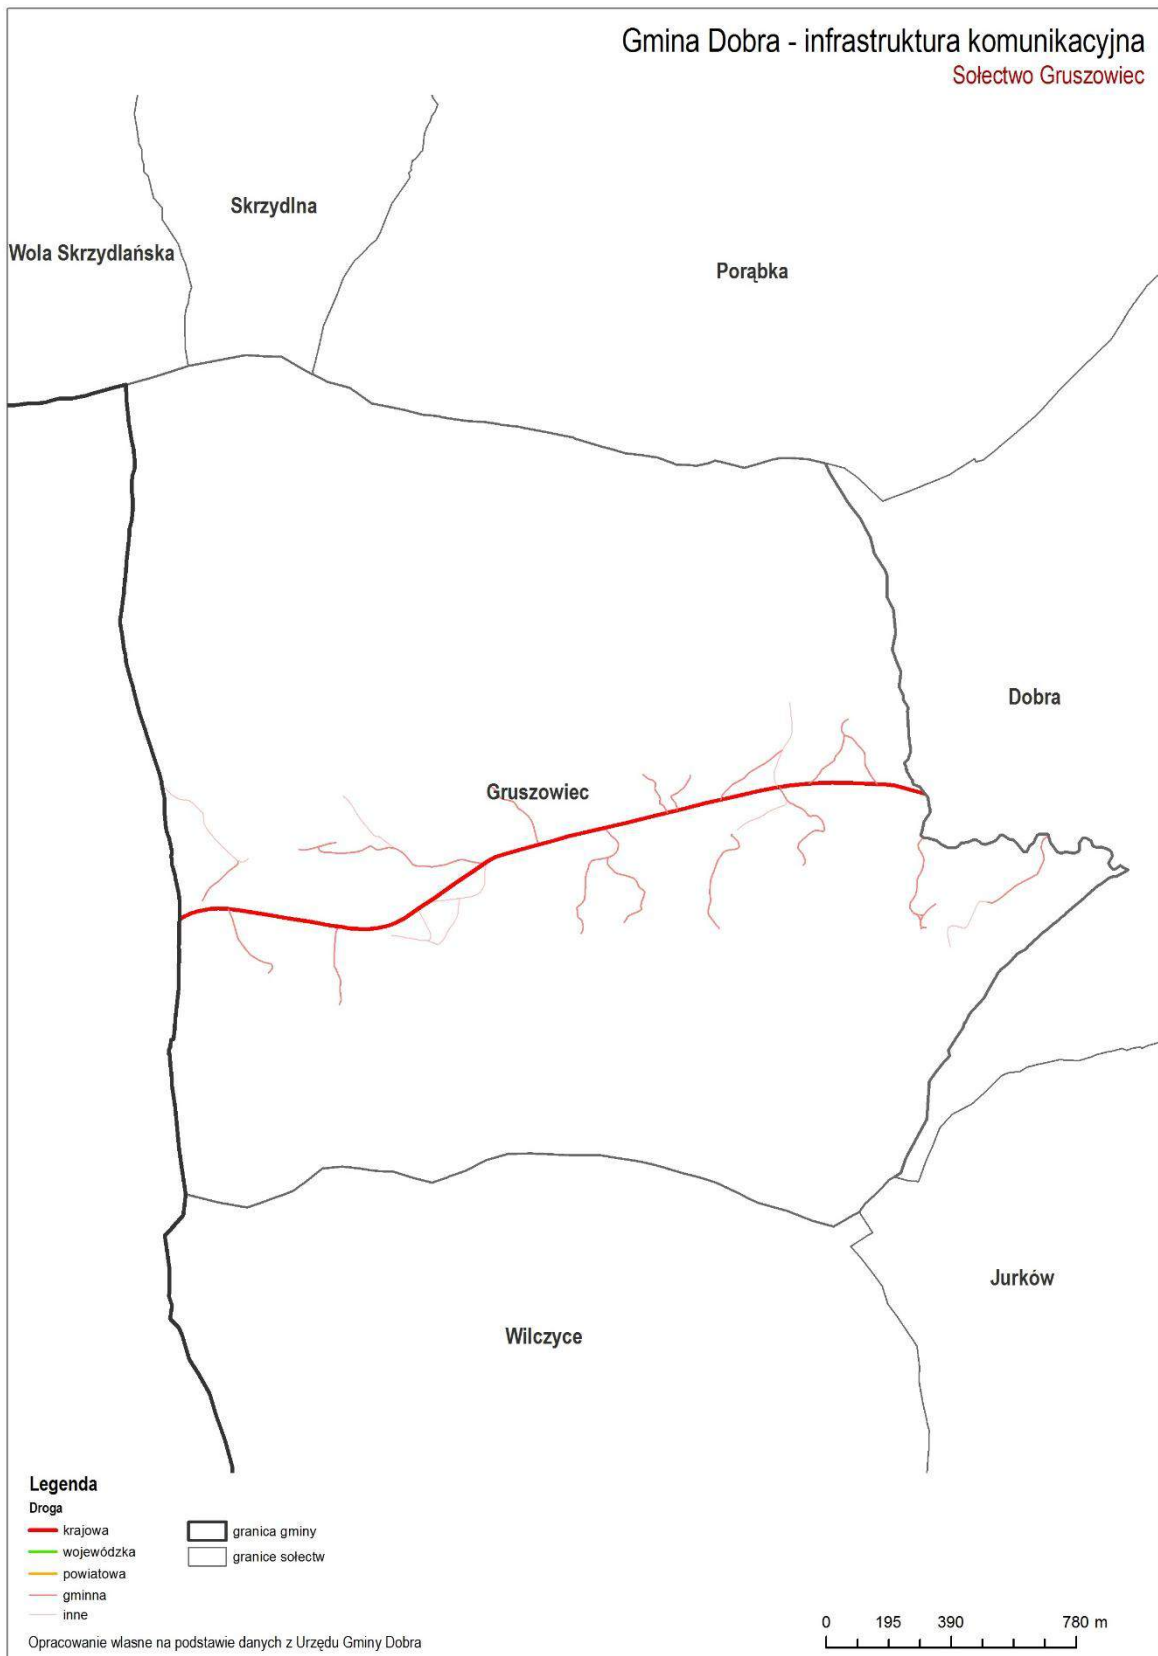 Gmina Dobra - infrastruktura komunikacyjna
Sołectwo Gruszowiec
Skrzydlna
Wola Skrzydlańska
Porąbka
Dobra
Gruszowiec
Jurków
Wilczyce
Legenda
Droga
krajowa
wojewódzka
powiatowa
gminna
inne
granica gminy
granice sołectw
0 195 390 780 m
Opracowanie własne na podstawie danych z Urzędu Gminy Dobra